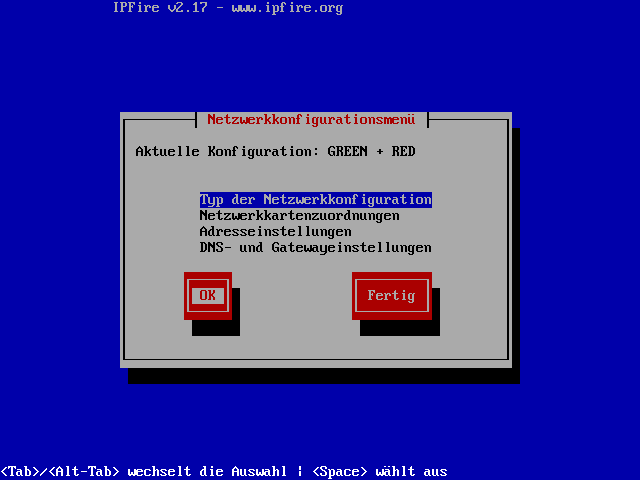 IPFire v2.17 - www.ipfire.org
Netzwerkkonfigurationsmenü
Aktuelle Konfiguration: GREEN + RED
Typ der Netzwerkkonfiguration
Netzwerkkartenzuordnungen
Adresseinstellungen
DNS- und Gatewayeinstellungen
OK Fertig
<Tab>/<Alt-Tab> wechselt die Auswahl | <Space> wählt aus